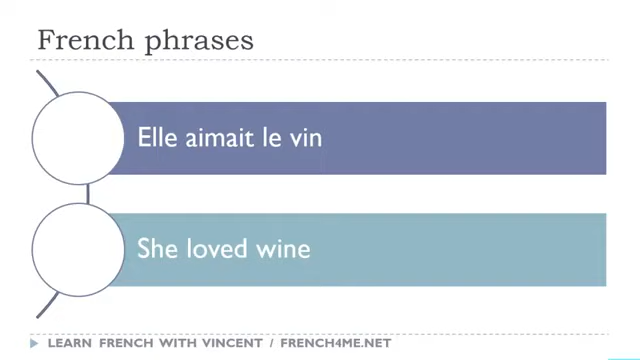 French phrases
Elle aimait le vin
She loved wine
LEARN FRENCH WITH VINCENT / FRENCH4ME.NET